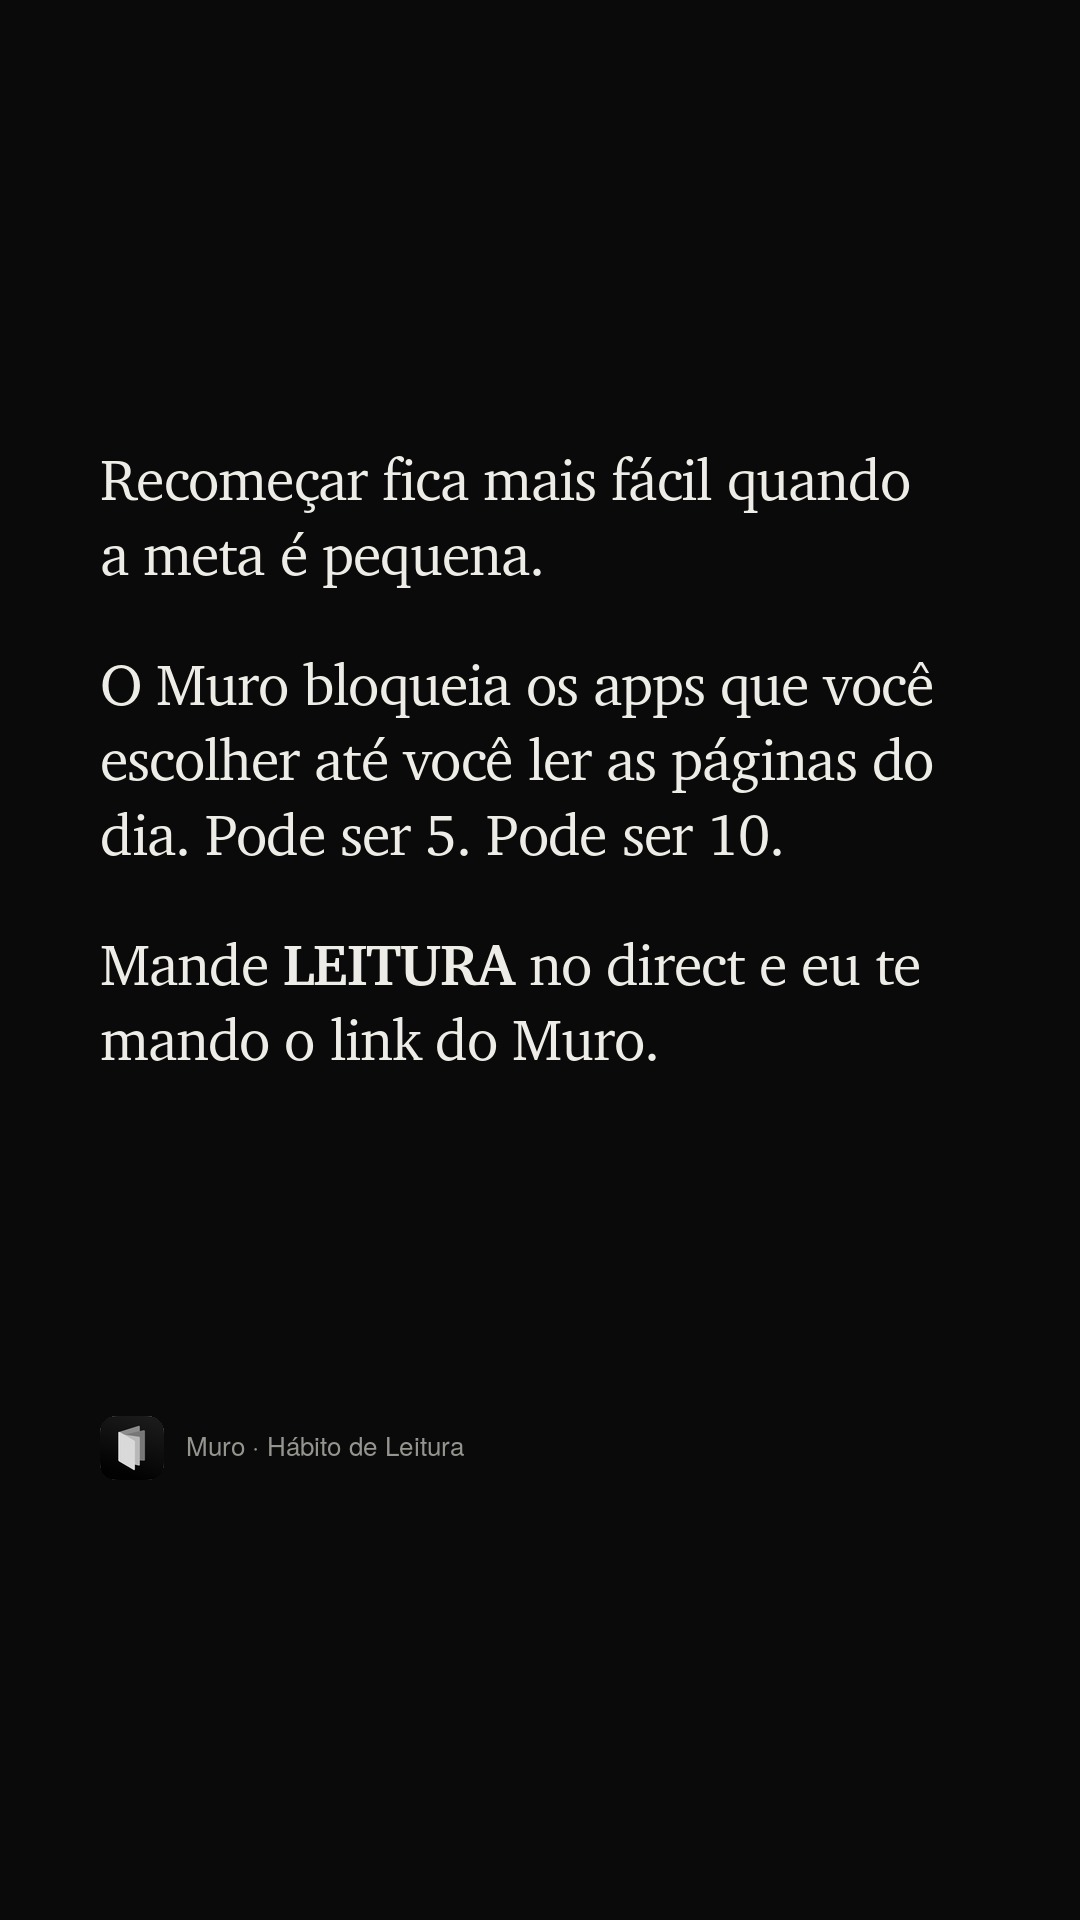 Recomeçar fica mais fácil quando
a meta é pequena.
O Muro bloqueia os apps que você
escolher até você ler as páginas do
dia. Pode ser 5. Pode ser 10.
Mande LEITURA no direct e eu te
mando o link do Muro.
Muro · Hábito de Leitura